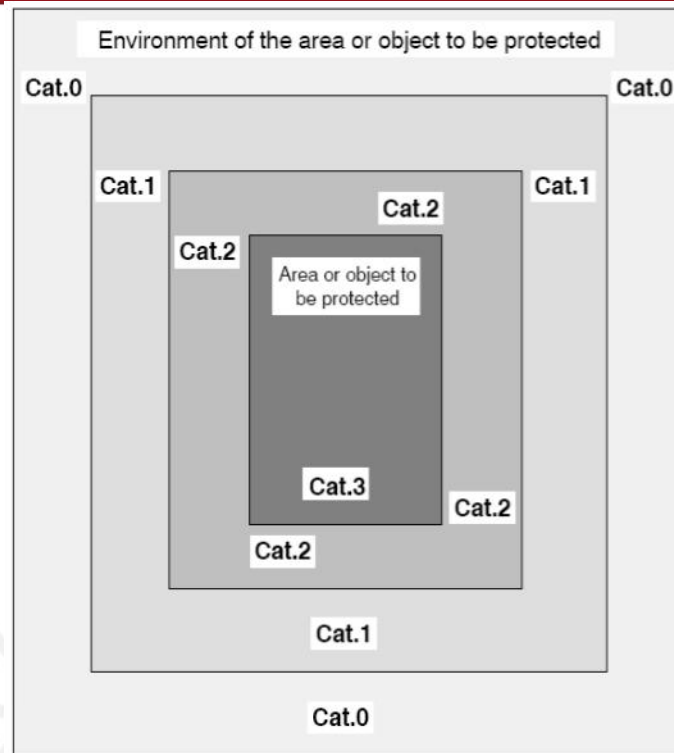 Environment of the area or object to be protected
Cat.0
Cat.0
Cat.1
Cat.1
Cat.2
Cat.2
Area or object to
be protected
Cat.3
Cat.2
Cat.2
Cat.1
Cat.0